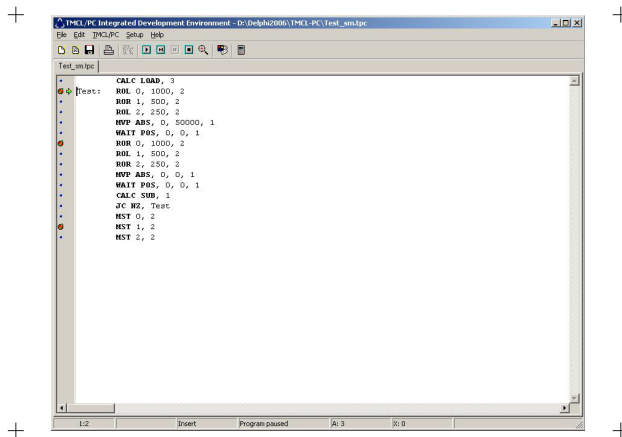 TMCL/PC Integrated Development Environment - D:\Delphi2006\TMCL-PC\Test_sm.tpc
File Edit TMCL/PC Setup Help
Test_sm.tpc
CALC LOAD, 3
Test: ROL 0, 1000, 2
ROR 1, 500, 2
ROL 2, 250, 2
MVP ABS, 0, 50000, 1
WAIT POS, 0, 0, 1
ROR 0, 1000, 2
ROL 1, 500, 2
ROR 2, 250, 2
MVP ABS, 0, 0, 1
WAIT POS, 0, 0, 1
CALC SUB, 1
JC NZ, Test
MST 0, 2
MST 1, 2
MST 2, 2
1:2 Insert Program paused A: 3 X: 0